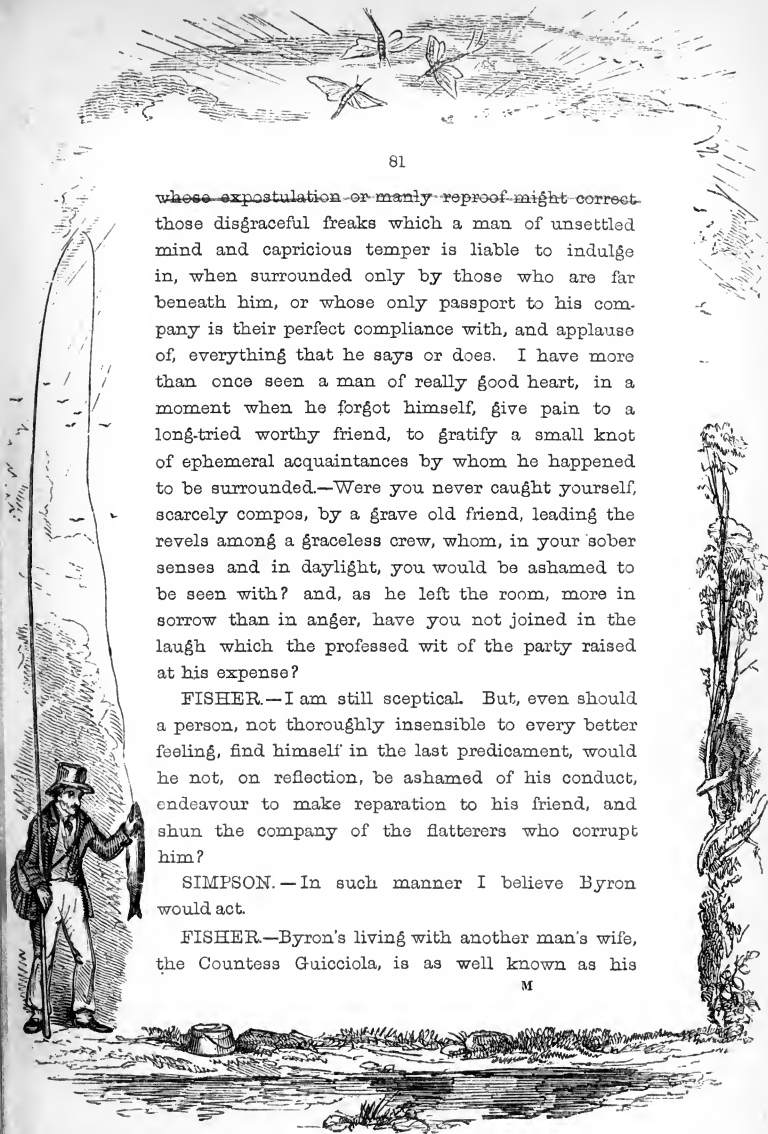 81
whose expostulation or manly reproof might correct
those disgraceful freaks which a man of unsettled
mind and capricious temper is liable to indulge
in, when surrounded only by those who are far
beneath him, or whose only passport to his com-
pany is their perfect compliance with, and applause
of, everything that he says or does. I have more
than once seen a man of really good heart, in a
moment when he forgot himself, give pain to a
long-tried worthy friend, to gratify a small knot
of ephemeral acquaintances by whom he happened
to be surrounded.—Were you never caught yourself,
scarcely compos, by a grave old friend, leading the
revels among a graceless crew, whom, in your sober
senses and in daylight, you would be ashamed to
be seen with? and, as he left the room, more in
sorrow than in anger, have you not joined in the
laugh which the professed wit of the party raised
at his expense?
FISHER.—I am still sceptical. But, even should
a person, not thoroughly insensible to every better
feeling, find himself in the last predicament, would
he not, on reflection, be ashamed of his conduct,
endeavour to make reparation to his friend, and
shun the company of the flatterers who corrupt
him?
SIMPSON.—In such manner I believe Byron
would act.
FISHER.—Byron's living with another man's wife,
the Countess Guicciola, is as well known as his
M